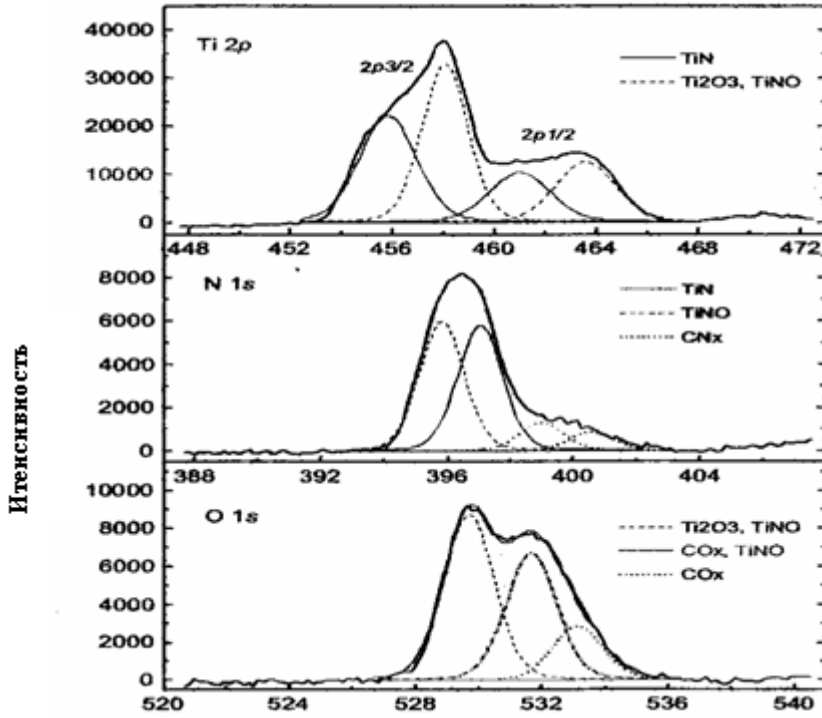 40000
30000
20000
10000
0
Ti 2p
2p3/2
2p1/2
TiN
Ti2O3, TiNO
448 452 456 460 464 468 472
8000
6000
4000
2000
0
N 1s
TiN
TiNO
CNx
388 392 396 400 404
Итенсивность
10000
8000
6000
4000
2000
0
O 1s
Ti2O3, TiNO
COx, TiNO
COx
520 524 528 532 536 540